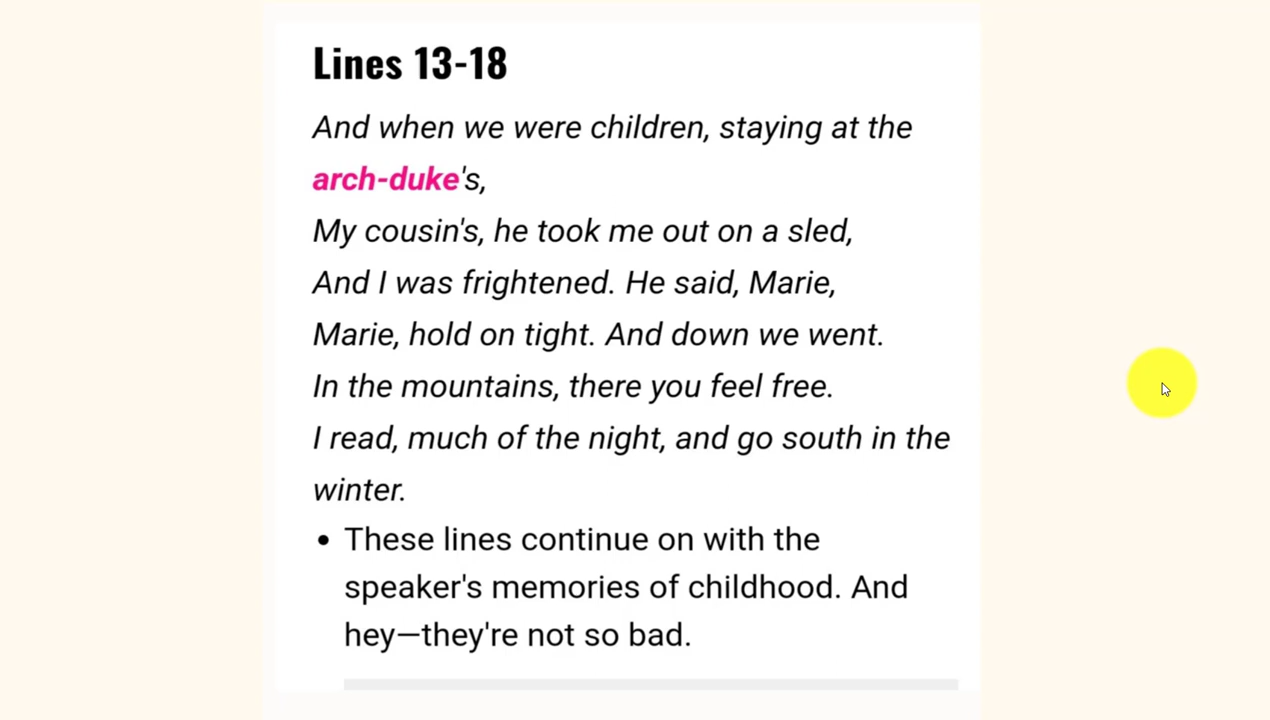 Lines 13-18
And when we were children, staying at the
arch-duke's,
My cousin's, he took me out on a sled,
And I was frightened. He said, Marie,
Marie, hold on tight. And down we went.
In the mountains, there you feel free.
I read, much of the night, and go south in the
winter.
• These lines continue on with the
speaker's memories of childhood. And
hey—they're not so bad.